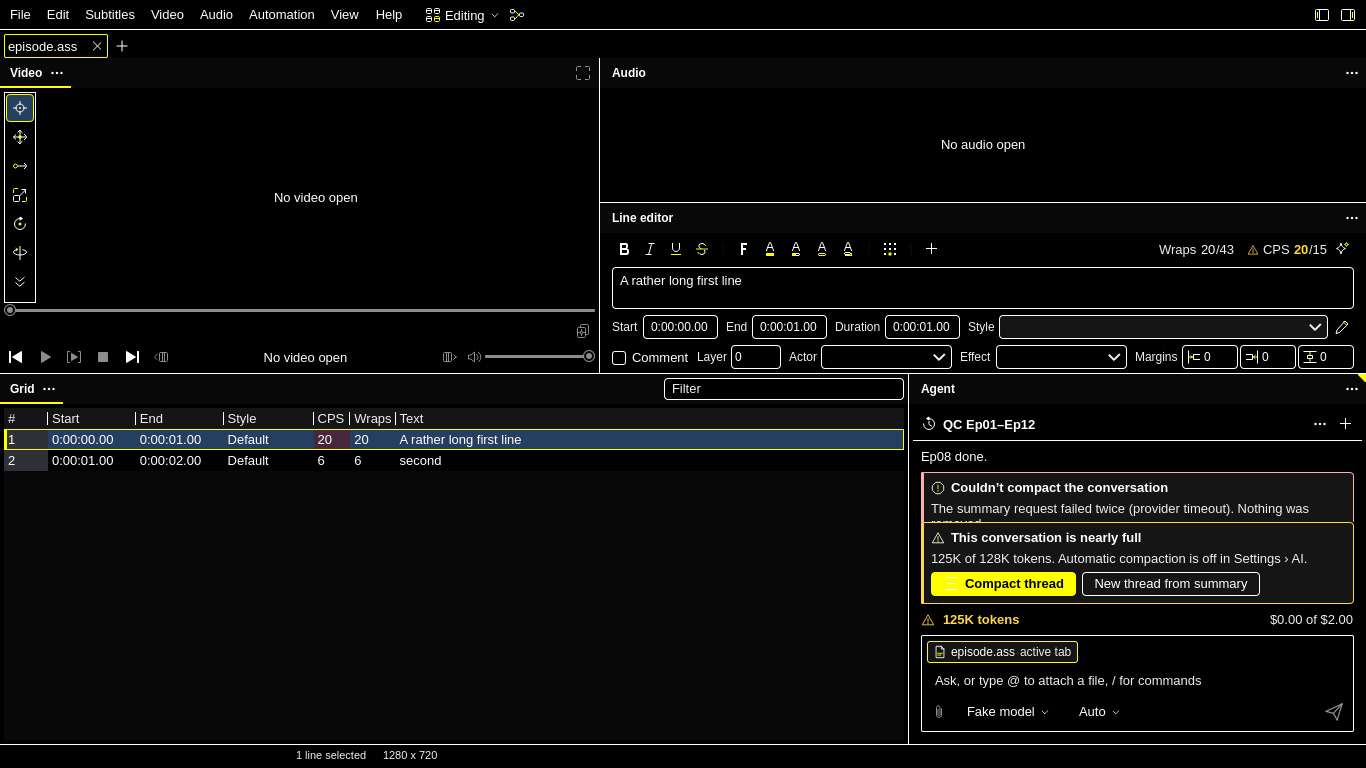 File Edit Subtitles Video Audio Automation View Help Editing
episode.ass
Video
No video open
No video open
Audio
No audio open
Line editor
B I U S F A A A A Wraps 20/43 CPS 20/15
A rather long first line
Start 0:00:00.00 End 0:00:01.00 Duration 0:00:01.00 Style
Comment Layer 0 Actor Effect Margins 0 0 0
Grid Filter
# Start End Style CPS Wraps Text
1 0:00:00.00 0:00:01.00 Default 20 20 A rather long first line
2 0:00:01.00 0:00:02.00 Default 6 6 second
Agent
QC Ep01–Ep12
Ep08 done.
Couldn’t compact the conversation
The summary request failed twice (provider timeout). Nothing was
This conversation is nearly full
125K of 128K tokens. Automatic compaction is off in Settings › AI.
Compact thread New thread from summary
125K tokens $0.00 of $2.00
episode.ass active tab
Ask, or type @ to attach a file, / for commands
Fake model Auto
1 line selected 1280 x 720